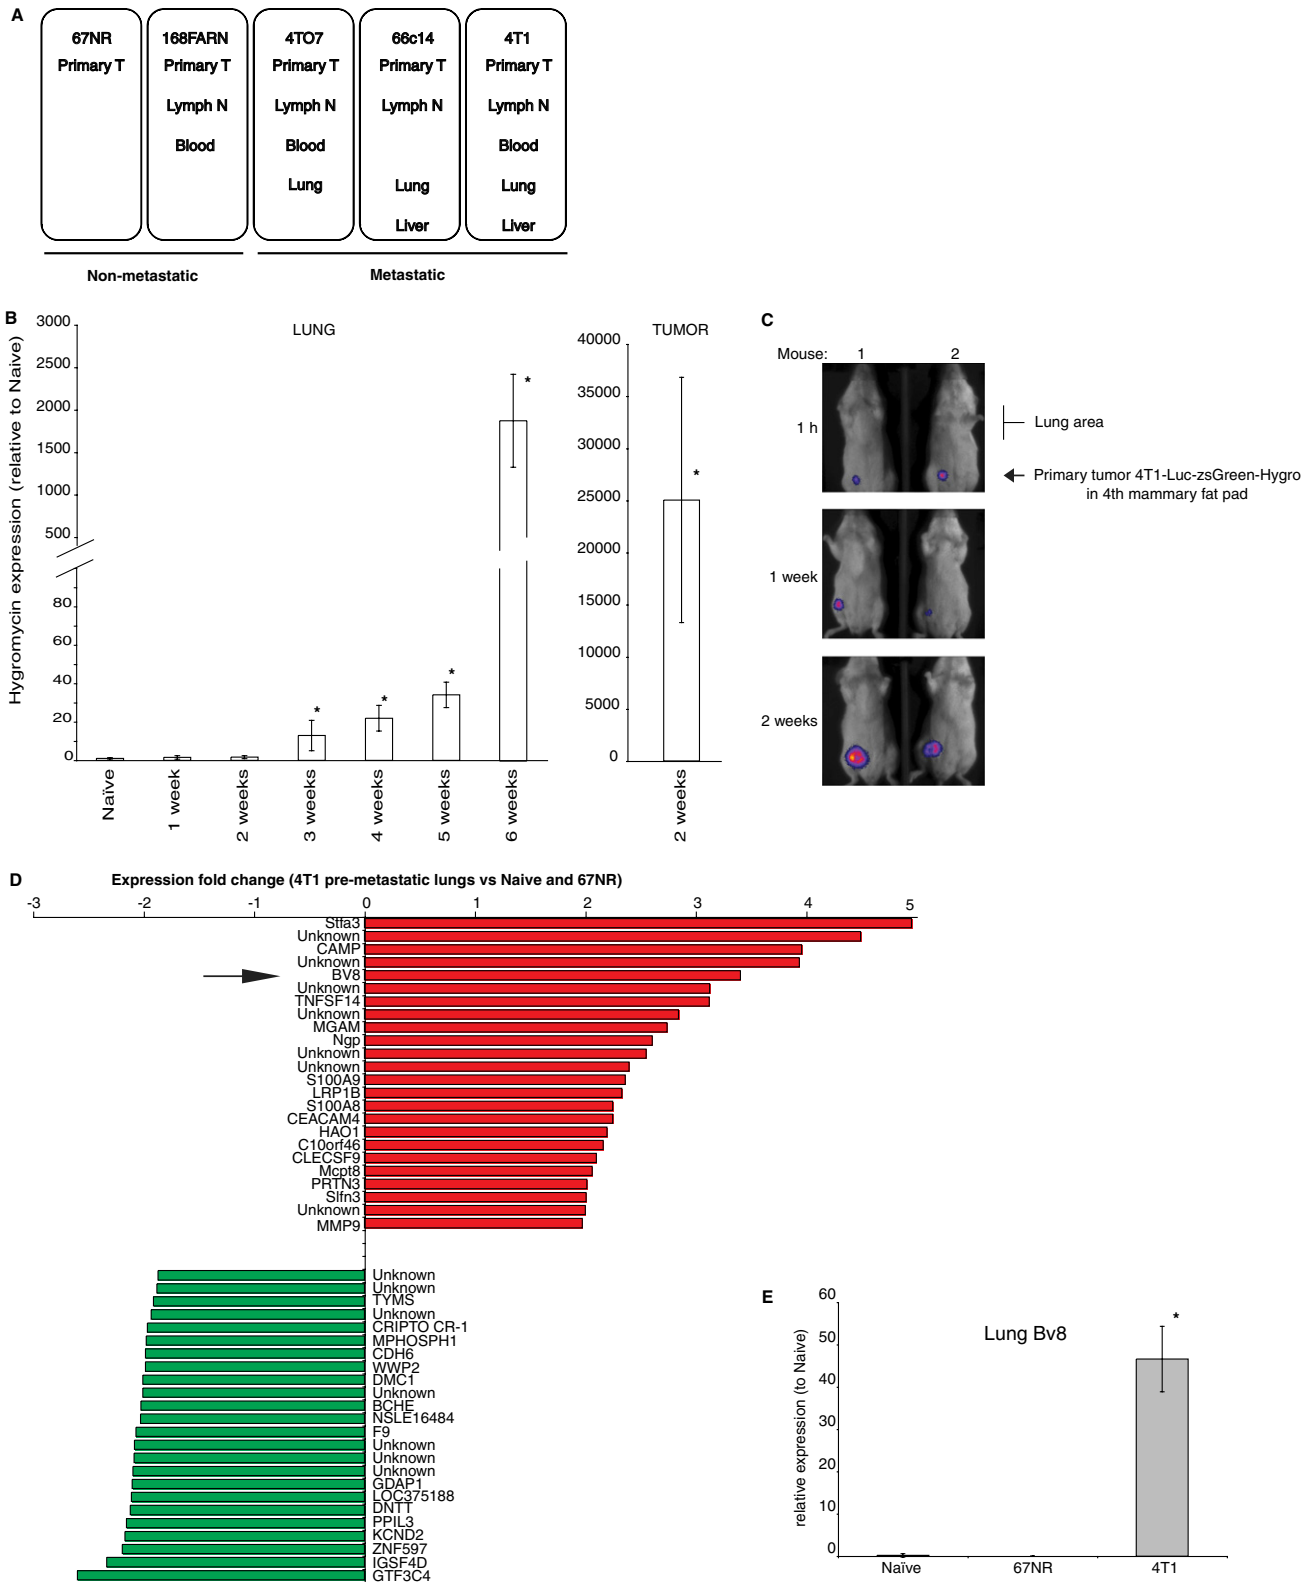 A
67NR 168FARN 4TO7 66c14 4T1
Primary T Primary T Primary T Primary T Primary T
Lymph N Lymph N Lymph N Lymph N
Blood Blood Blood
Lung Lung Lung
Liver Liver
Non-metastatic Metastatic
B
LUNG
Hygromycin expression (relative to Naive)
3000
2500
2000
1500
1000
500
80
60
40
20
0
* * * *
Naïve
1 week
2 weeks
3 weeks
4 weeks
5 weeks
6 weeks
TUMOR
40000
35000
30000
25000
20000
15000
10000
5000
0
*
2 weeks
C
Mouse: 1 2
1 h
Lung area
Primary tumor 4T1-Luc-zsGreen-Hygro
in 4th mammary fat pad
1 week
2 weeks
D
Expression fold change (4T1 pre-metastatic lungs vs Naive and 67NR)
-3 -2 -1 0 1 2 3 4 5
Stfa3
Unknown
CAMP
Unknown
BV8
Unknown
TNFSF14
Unknown
MGAM
Ngp
Unknown
Unknown
S100A9
LRP1B
S100A8
CEACAM4
HAO1
C10orf46
CLECSF9
Mcpt8
PRTN3
Slfn3
Unknown
MMP9
Unknown
Unknown
TYMS
Unknown
CRIPTO CR-1
MPHOSPH1
CDH6
WWP2
DMC1
Unknown
BCHE
NSLE16484
F9
Unknown
Unknown
Unknown
GDAP1
LOC375188
DNTT
PPIL3
KCND2
ZNF597
IGSF4D
GTF3C4
E
Lung Bv8
relative expression (to Naive)
60
50
40
30
20
10
0
*
Naïve 67NR 4T1